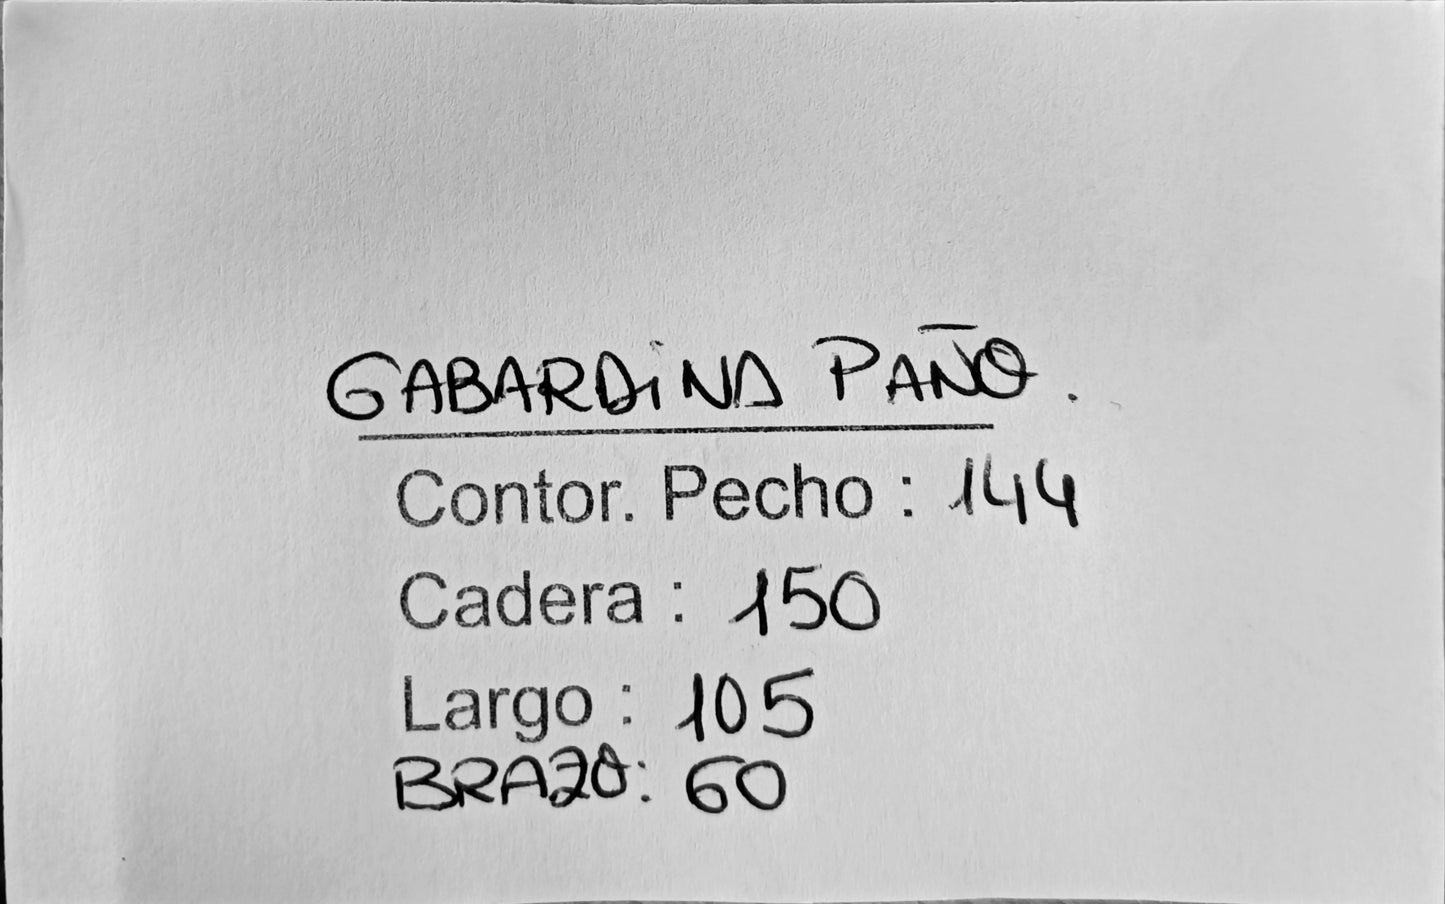 GABARDiNA PAÑO.
Contor. Pecho : 144
Cadera : 150
Largo : 105
BRAZO: 60